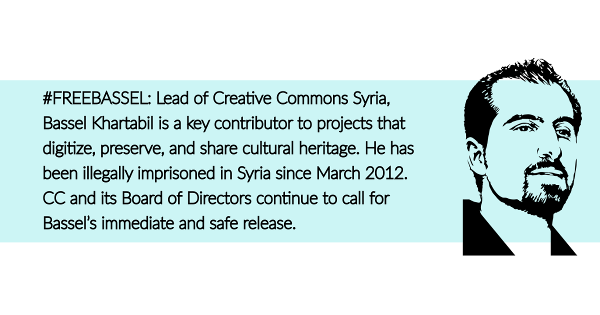 #FREEBASSEL: Lead of Creative Commons Syria,
Bassel Khartabil is a key contributor to projects that
digitize, preserve, and share cultural heritage. He has
been illegally imprisoned in Syria since March 2012.
CC and its Board of Directors continue to call for
Bassel’s immediate and safe release.